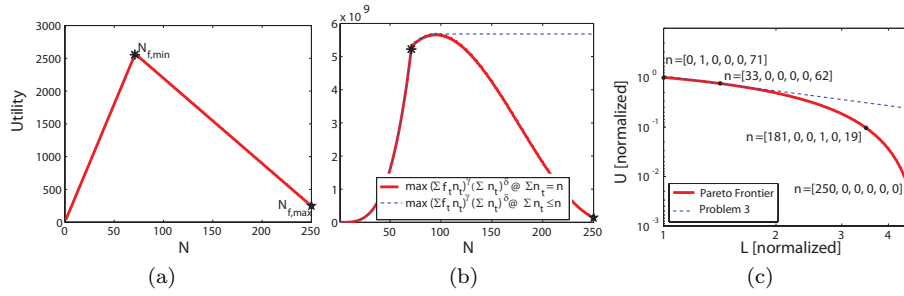 3000
2500
2000
1500
1000
500
0
0
50
100
150
200
250
Utility
N
N_f,min
N_f,max
(a)
x 10^9
6
5
4
3
2
1
0
50
100
150
200
250
N
max (Σ f_t n_t)^γ (Σ n_t)^δ @ Σ n_t = n
max (Σ f_t n_t)^γ (Σ n_t)^δ @ Σ n_t ≤ n
(b)
10^0
10^-1
10^-2
10^-3
1
2
3
4
U [normalized]
L [normalized]
n=[0, 1, 0, 0, 0, 71]
n=[33, 0, 0, 0, 0, 62]
n=[181, 0, 0, 1, 0, 19]
n=[250, 0, 0, 0, 0, 0]
Pareto Frontier
Problem 3
(c)